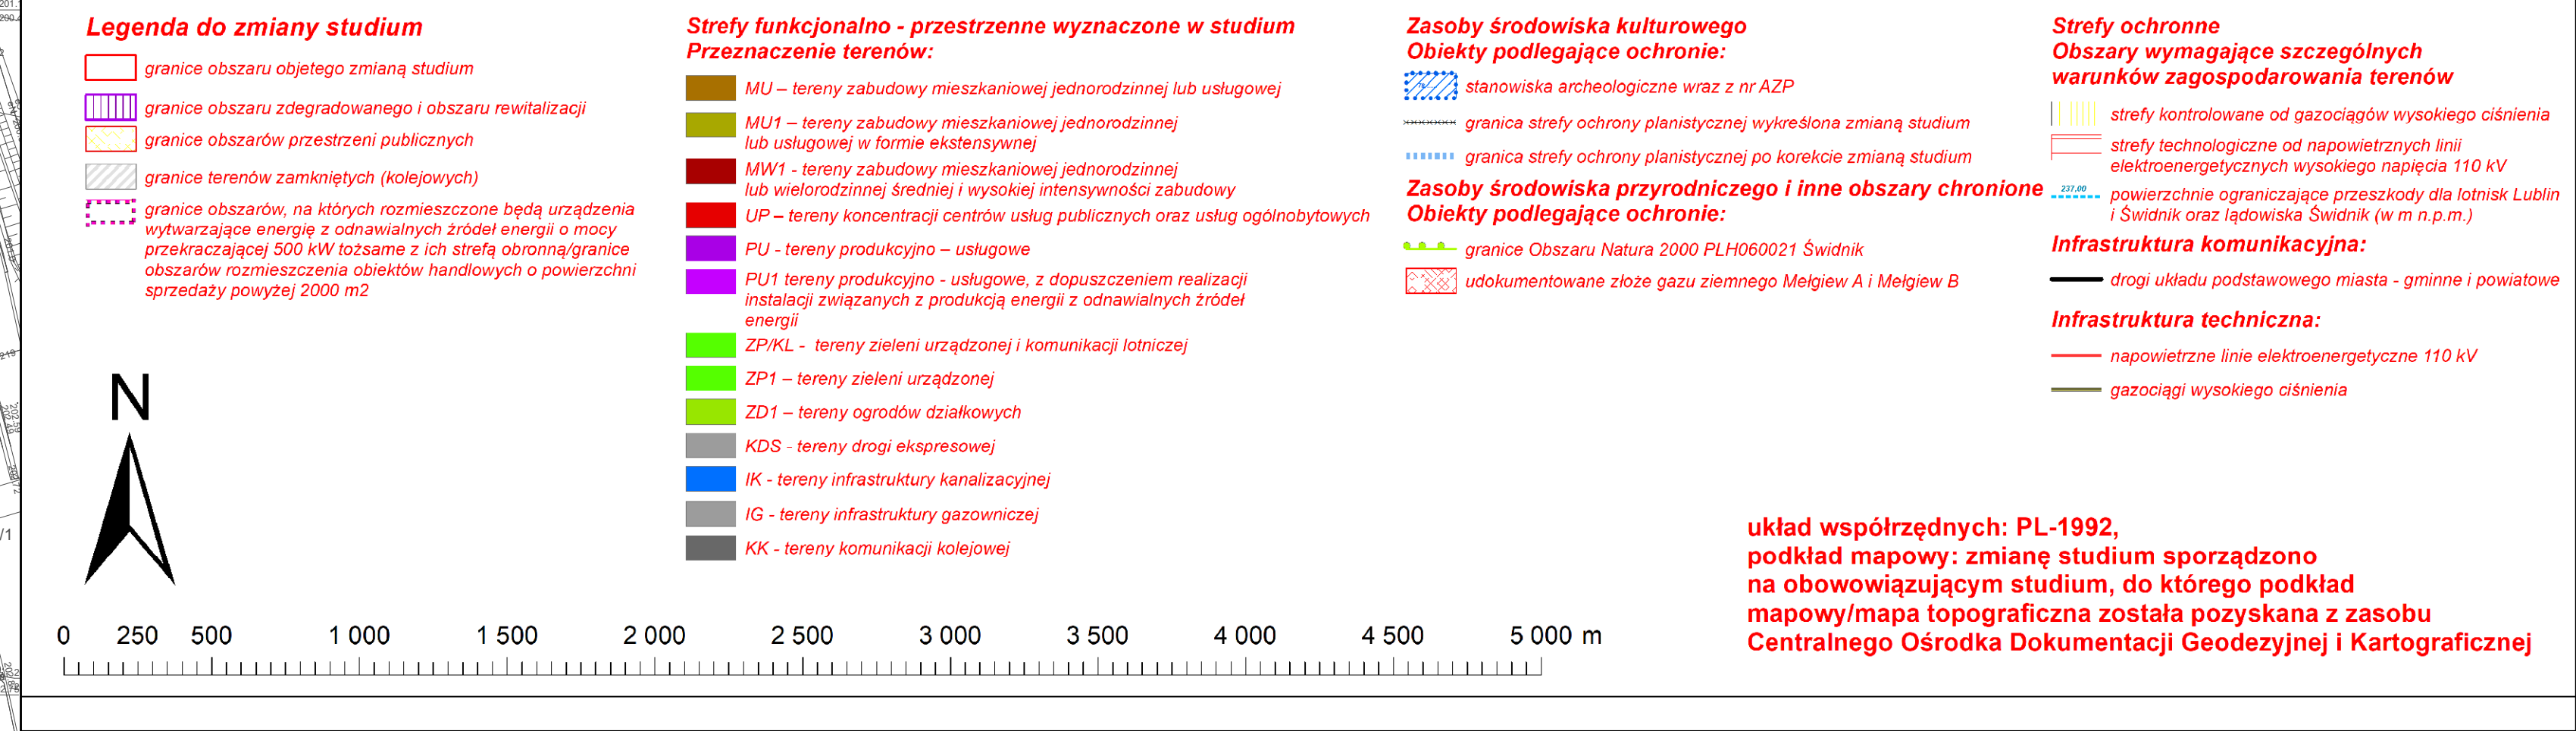 Legenda do zmiany studium
granice obszaru objetego zmianą studium
granice obszaru zdegradowanego i obszaru rewitalizacji
granice obszarów przestrzeni publicznych
granice terenów zamkniętych (kolejowych)
granice obszarów, na których rozmieszczone będą urządzenia
wytwarzające energię z odnawialnych żródeł energii o mocy
przekraczającej 500 kW tożsame z ich strefą obronną/granice
obszarów rozmieszczenia obiektów handlowych o powierzchni
sprzedaży powyżej 2000 m2
N
Strefy funkcjonalno - przestrzenne wyznaczone w studium
Przeznaczenie terenów:
MU – tereny zabudowy mieszkaniowej jednorodzinnej lub usługowej
MU1 – tereny zabudowy mieszkaniowej jednorodzinnej
lub usługowej w formie ekstensywnej
MW1 - tereny zabudowy mieszkaniowej jednorodzinnej
lub wielorodzinnej średniej i wysokiej intensywności zabudowy
UP – tereny koncentracji centrów usług publicznych oraz usług ogólnobytowych
PU - tereny produkcyjno – usługowe
PU1 tereny produkcyjno - usługowe, z dopuszczeniem realizacji
instalacji związanych z produkcją energii z odnawialnych żródeł
energii
ZP/KL - tereny zieleni urządzonej i komunikacji lotniczej
ZP1 – tereny zieleni urządzonej
ZD1 – tereny ogrodów działkowych
KDS - tereny drogi ekspresowej
IK - tereny infrastruktury kanalizacyjnej
IG - tereny infrastruktury gazowniczej
KK - tereny komunikacji kolejowej
Zasoby środowiska kulturowego
Obiekty podlegające ochronie:
stanowiska archeologiczne wraz z nr AZP
granica strefy ochrony planistycznej wykreślona zmianą studium
granica strefy ochrony planistycznej po korekcie zmianą studium
Zasoby środowiska przyrodniczego i inne obszary chronione
Obiekty podlegające ochronie:
granice Obszaru Natura 2000 PLH060021 Świdnik
udokumentowane złoże gazu ziemnego Mełgiew A i Mełgiew B
Strefy ochronne
Obszary wymagające szczególnych
warunków zagospodarowania terenów
strefy kontrolowane od gazociągów wysokiego ciśnienia
strefy technologiczne od napowietrznych linii
elektroenergetycznych wysokiego napięcia 110 kV
237,00
powierzchnie ograniczające przeszkody dla lotnisk Lublin
i Świdnik oraz lądowiska Świdnik (w m n.p.m.)
Infrastruktura komunikacyjna:
drogi układu podstawowego miasta - gminne i powiatowe
Infrastruktura techniczna:
napowietrzne linie elektroenergetyczne 110 kV
gazociągi wysokiego ciśnienia
układ współrzędnych: PL-1992,
podkład mapowy: zmianę studium sporządzono
na obowowiązującym studium, do którego podkład
mapowy/mapa topograficzna została pozyskana z zasobu
Centralnego Ośrodka Dokumentacji Geodezyjnej i Kartograficznej
0 250 500 1 000 1 500 2 000 2 500 3 000 3 500 4 000 4 500 5 000 m
/1